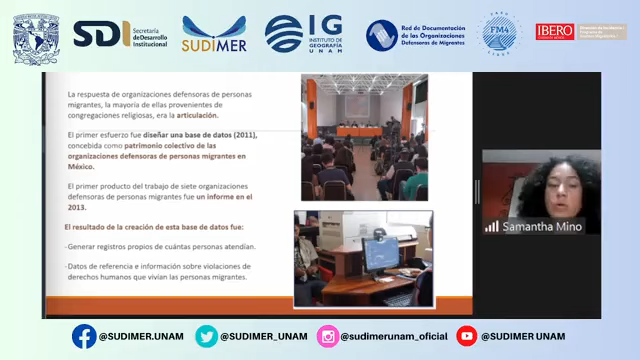 SDI
Secretaría
de Desarrollo
Institucional
SUDIMER
IG
INSTITUTO DE
GEOGRAFÍA
UNAM
Red de Documentación
de las Organizaciones
Defensoras de Migrantes
FM4
IBERO
La respuesta de organizaciones defensoras de personas
migrantes, la mayoría de ellas provenientes de
congregaciones religiosas, era la articulación.
El primer esfuerzo fue diseñar una base de datos (2011),
concebida como patrimonio colectivo de las
organizaciones defensoras de personas migrantes en
México.
El primer producto del trabajo de siete organizaciones
defensoras de personas migrantes fue un informe en el
2013.
El resultado de la creación de esta base de datos fue:
-Generar registros propios de cuántas personas atendían.
-Datos de referencia e información sobre violaciones de
derechos humanos que vivían las personas migrantes.
Samantha Mino
@SUDIMER.UNAM
@SUDIMER_UNAM
@sudimerunam_oficial
@SUDIMER UNAM